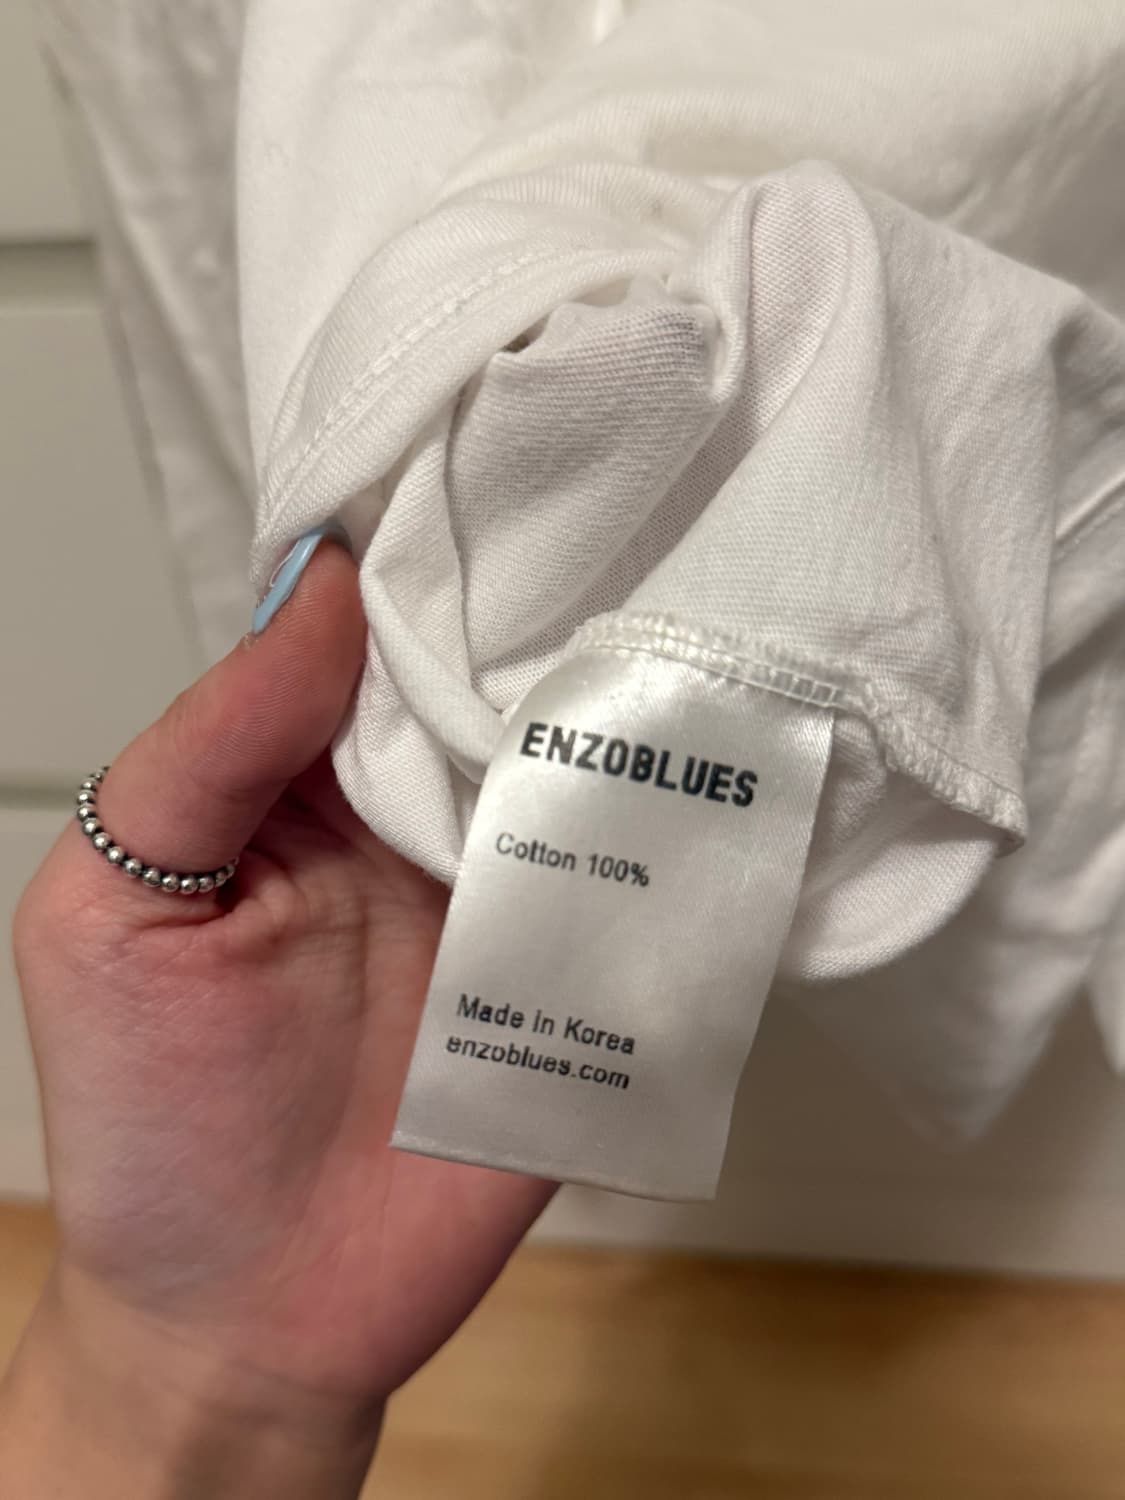 ENZOBLUES
Cotton 100%
Made in Korea
enzoblues.com